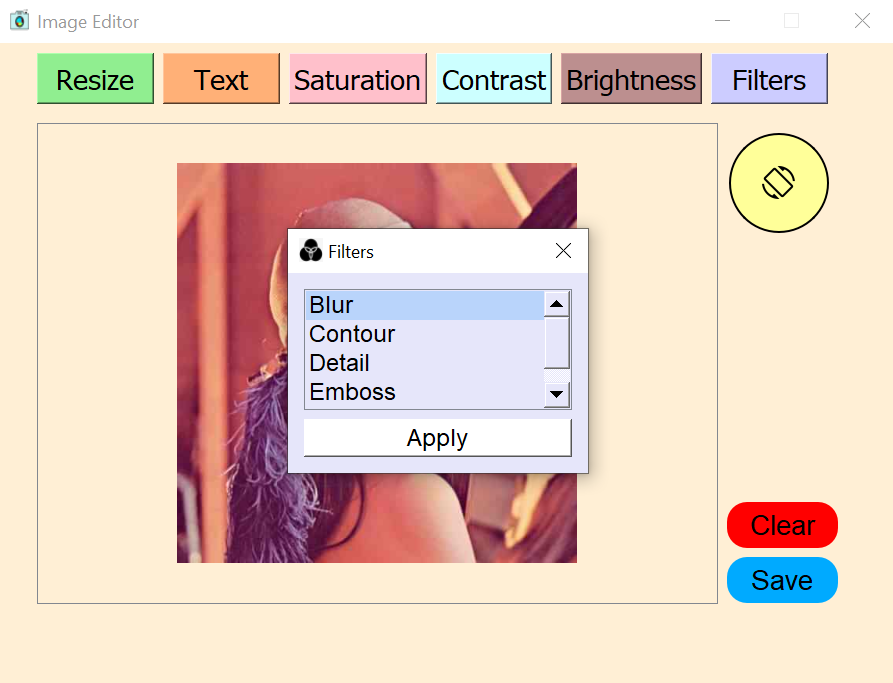 Image Editor
Resize Text Saturation Contrast Brightness Filters
Filters
Blur
Contour
Detail
Emboss
Apply
Clear
Save